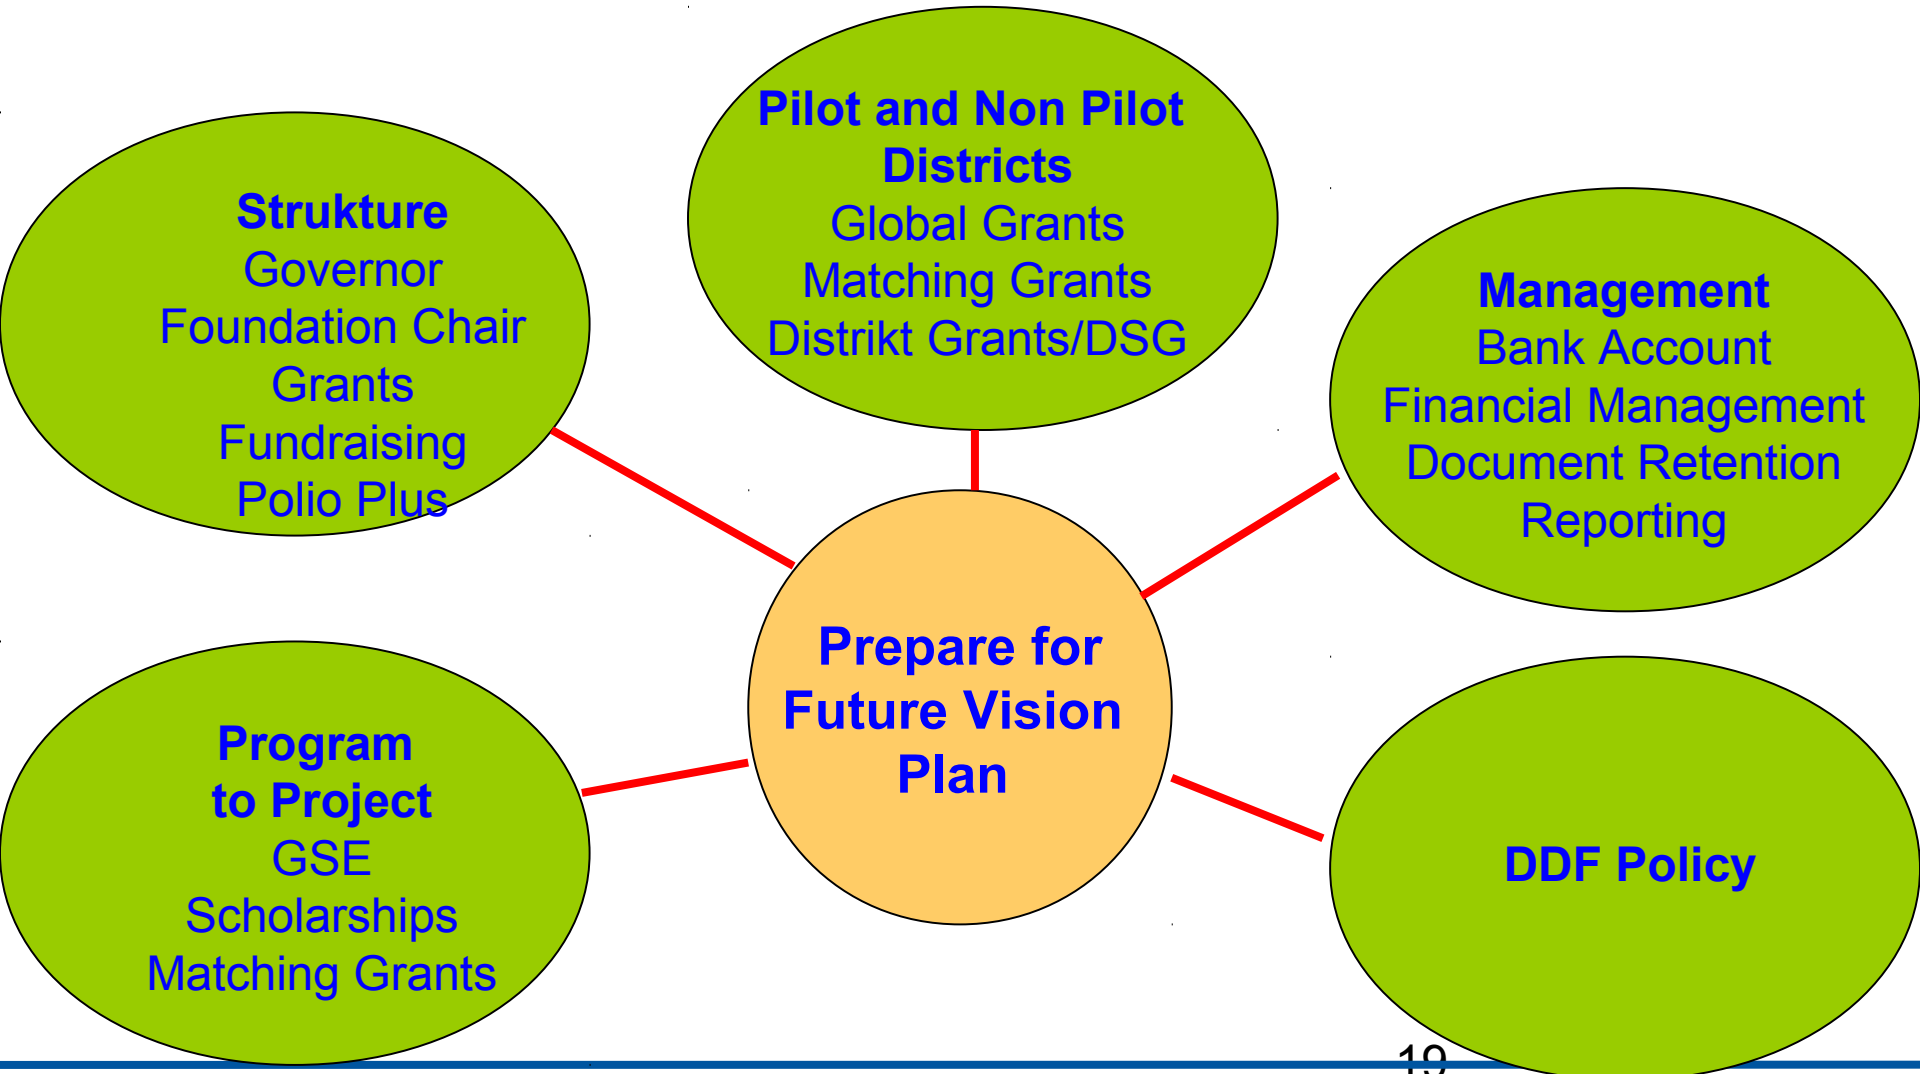 Pilot and Non Pilot
Districts
Global Grants
Matching Grants
Distrikt Grants/DSG
Strukture
Governor
Foundation Chair
Grants
Fundraising
Polio Plus
Management
Bank Account
Financial Management
Document Retention
Reporting
Prepare for
Future Vision
Plan
Program
to Project
GSE
Scholarships
Matching Grants
DDF Policy
19